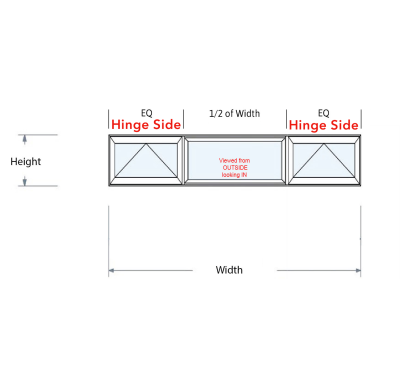 EQ 1/2 of Width EQ
Hinge Side Hinge Side
Height
Viewed from
OUTSIDE
looking IN
Width